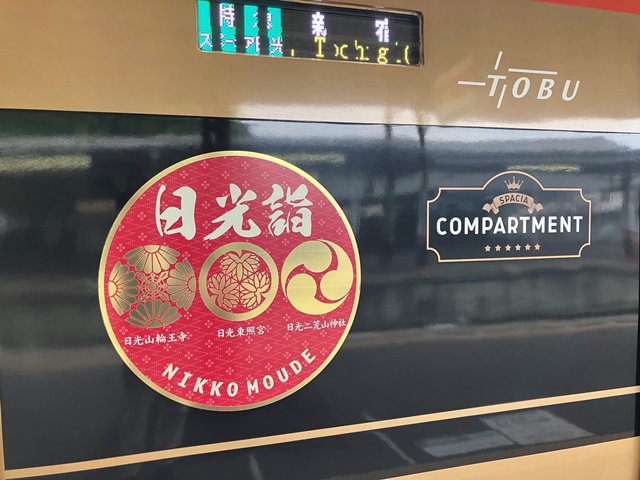 TOBU
日光詣
日光山輪王寺
日光東照宮
日光二荒山神社
NIKKO MOUDE
SPACIA
COMPARTMENT